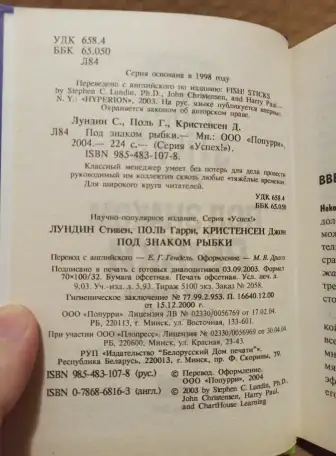 УДК 658.4
ББК 65.050
Л84
Серия основана в 1998 году
Переведено с английского по изданию: FISH! STICKS
by Stephen C. Lundin, Ph.D., John Christensen, and Harry Paul.—
N. Y.: «HYPERION», 2003. На рус. языке публикуется впервые.
Охраняется законом об авторском праве.
Лундин С., Поль Г., Кристенсен Д.
Л84 Под знаком рыбки.— Мн.: ООО «Попурри»,
2004.— 224 с.— (Серия «Успех!»).
ISBN 985-483-107-8.
Классный менеджер умеет без потерь для дела провести
руководимый им коллектив сквозь любые «тяжёлые времена».
Для широкого круга читателей.
УДК 658.4
ББК 65.050
Научно-популярное издание. Серия «Успех!»
ЛУНДИН Стивен, ПОЛЬ Гарри, КРИСТЕНСЕН Джон
ПОД ЗНАКОМ РЫБКИ
Перевод с английского — Е. Г. Гендель. Оформление — М. В. Драко
Подписано в печать с готовых диапозитивов 03.09.2003. Формат
70×100/32. Бумага офсетная. Печать офсетная. Усл. печ. л.
9,03. Уч.-изд. л. 5,93. Тираж 5100 экз. Заказ № 2058.
Гигиеническое заключение № 77.99.2.953. П. 16640.12.00
от 15.12.2000 г.
ООО «Попурри». Лицензия ЛВ № 02330/0056769 от 17.02.04.
РБ, 220113, г. Минск, ул. Восточная, 133-601.
При участии ООО «Поппресс». Лицензия ЛВ № 02330/0056969 от 30.04.04.
РБ, г. Минск, ул. Красная, 23-43.
РУП «Издательство "Белорусский Дом печати"».
Республика Беларусь, 220013, г. Минск, пр. Ф. Скорины, 79.
ISBN 985-483-107-8 (рус.) © Перевод. Оформление.
ООО «Попурри», 2004
ISBN 0-7868-6816-3 (англ.) © 2003 by Stephen C. Lundin, Ph.D.,
John Christensen, Harry Paul,
and ChartHouse Learning